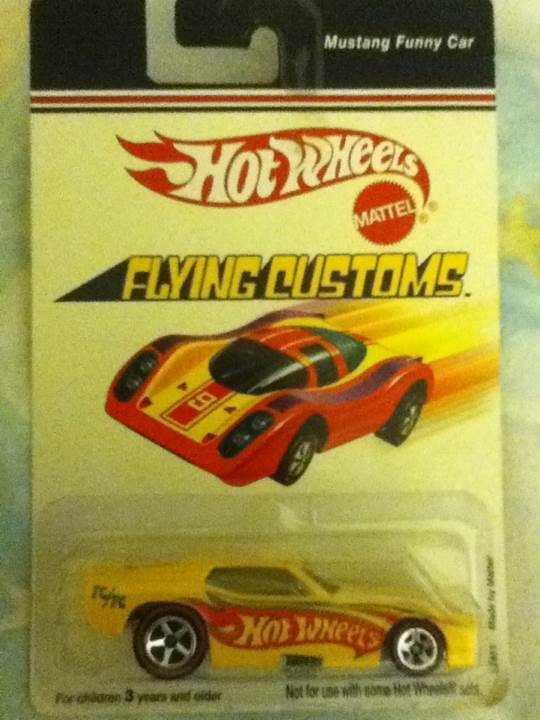 Mustang Funny Car
Hot Wheels
MATTEL
FLYING CUSTOMS
6
Hot Wheels
For children 3 years and older
Not for use with some Hot Wheels® sets.
Made by Mattel